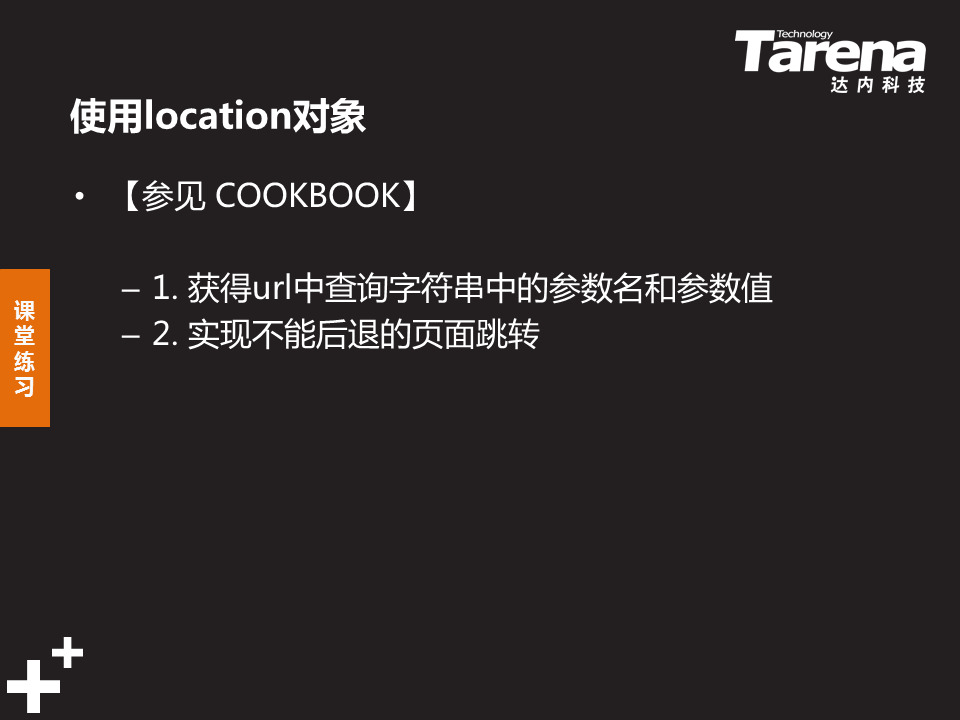 Technology
Tarena
达内科技
使用location对象
• 【参见 COOKBOOK】
– 1. 获得url中查询字符串中的参数名和参数值
– 2. 实现不能后退的页面跳转
课
堂
练
习